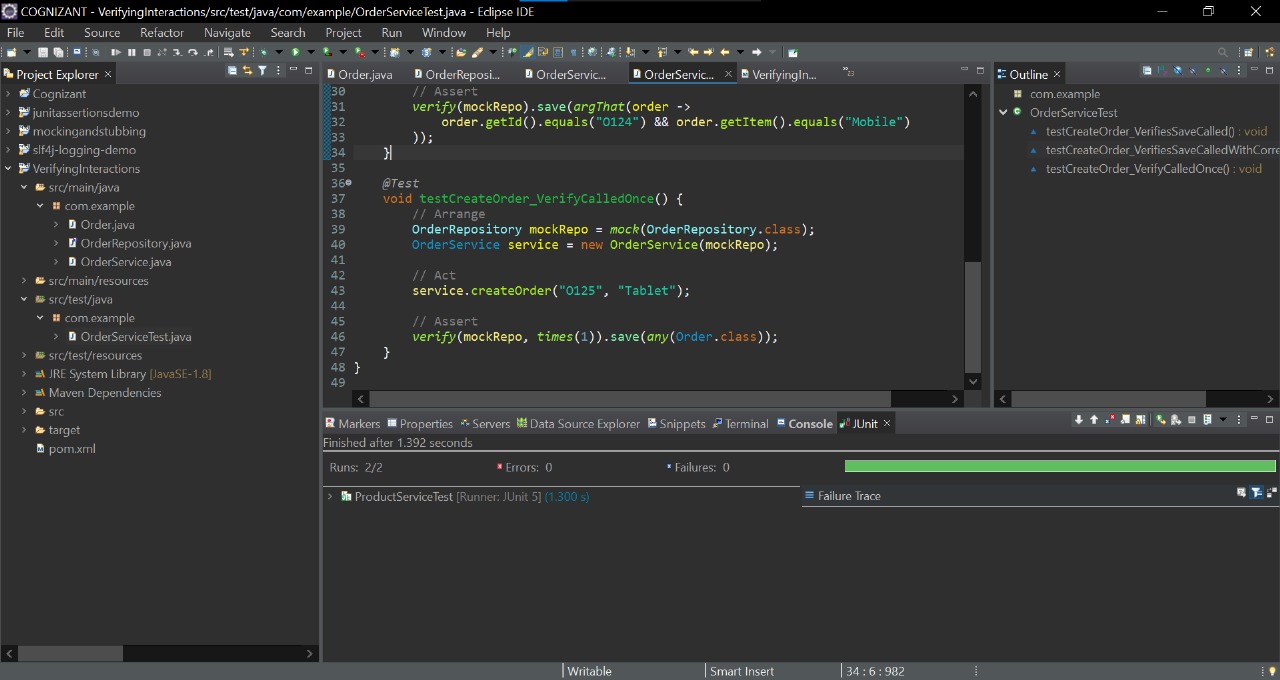 COGNIZANT - VerifyingInteractions/src/test/java/com/example/OrderServiceTest.java - Eclipse IDE
File Edit Source Refactor Navigate Search Project Run Window Help
Project Explorer
Cognizant
junitassertionsdemo
mockingandstubbing
slf4j-logging-demo
VerifyingInteractions
src/main/java
com.example
Order.java
OrderRepository.java
OrderService.java
src/main/resources
src/test/java
com.example
OrderServiceTest.java
src/test/resources
JRE System Library [JavaSE-1.8]
Maven Dependencies
src
target
pom.xml
Order.java OrderReposi... OrderServic... OrderServic... VerifyingIn... »23
30 // Assert
31 verify(mockRepo).save(argThat(order ->
32 order.getId().equals("O124") && order.getItem().equals("Mobile")
33 ));
34 }
35
36 @Test
37 void testCreateOrder_VerifyCalledOnce() {
38 // Arrange
39 OrderRepository mockRepo = mock(OrderRepository.class);
40 OrderService service = new OrderService(mockRepo);
41
42 // Act
43 service.createOrder("O125", "Tablet");
44
45 // Assert
46 verify(mockRepo, times(1)).save(any(Order.class));
47 }
48 }
49
Outline
com.example
OrderServiceTest
testCreateOrder_VerifiesSaveCalled() : void
testCreateOrder_VerifiesSaveCalledWithCorre
testCreateOrder_VerifyCalledOnce() : void
Markers Properties Servers Data Source Explorer Snippets Terminal Console JUnit
Finished after 1.392 seconds
Runs: 2/2 Errors: 0 Failures: 0
ProductServiceTest [Runner: JUnit 5] (1.300 s)
Failure Trace
Writable Smart Insert 34 : 6 : 982